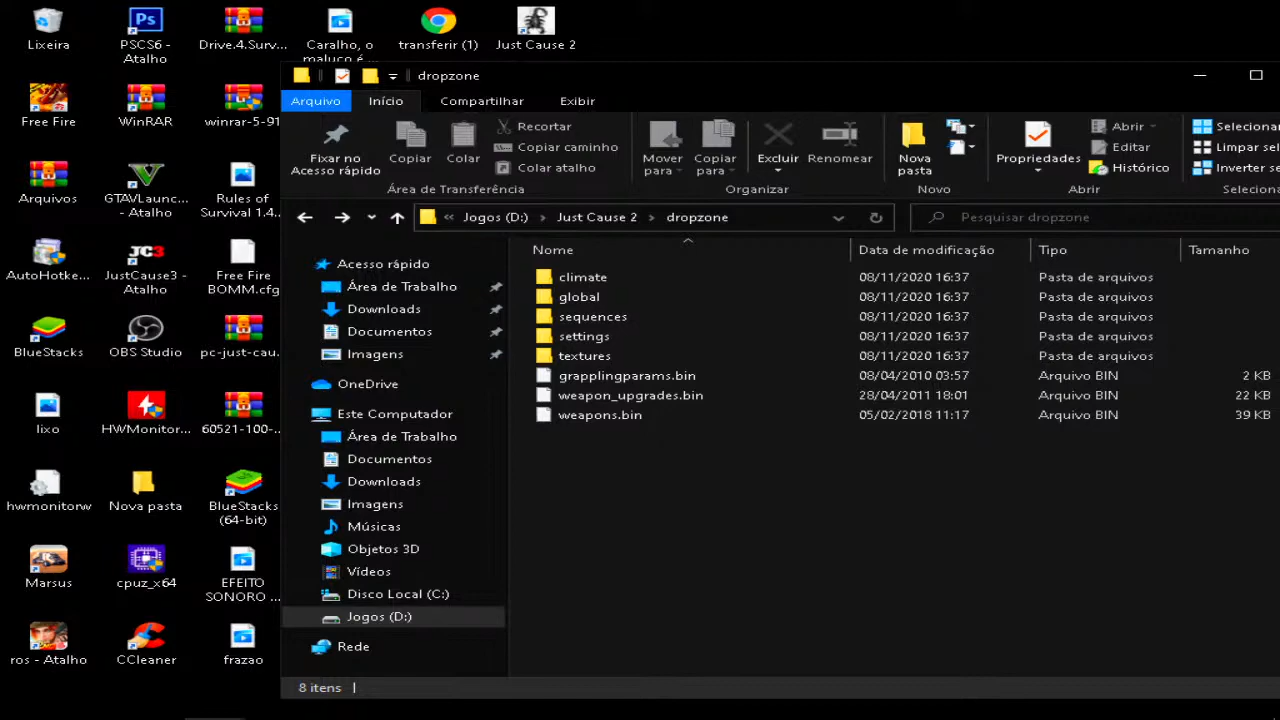 Lixeira
PSCS6 -
Atalho
Drive.4.Surv...
Caralho, o
maluco é ...
transferir (1)
Just Cause 2
Free Fire
WinRAR
winrar-5-91
Arquivos
GTAVLaunc...
- Atalho
Rules of
Survival 1.4...
AutoHotke...
JC3
JustCause3 -
Atalho
Free Fire
BOMM.cfg
BlueStacks
OBS Studio
pc-just-cau...
lixo
HWMonitor...
60521-100-...
hwmonitorw
Nova pasta
BlueStacks
(64-bit)
Marsus
cpuz_x64
EFEITO
SONORO ...
ros - Atalho
CCleaner
frazao
dropzone
Arquivo
Início
Compartilhar
Exibir
Fixar no
Acesso rápido
Copiar
Colar
Recortar
Copiar caminho
Colar atalho
Área de Transferência
Mover
para
Copiar
para
Excluir
Renomear
Organizar
Nova
pasta
Novo
Propriedades
Abrir
Editar
Histórico
Abrir
Selecionar
Limpar sel
Inverter se
Seleciona
« Jogos (D:) > Just Cause 2 > dropzone
Pesquisar dropzone
Acesso rápido
Área de Trabalho
Downloads
Documentos
Imagens
OneDrive
Este Computador
Área de Trabalho
Documentos
Downloads
Imagens
Músicas
Objetos 3D
Vídeos
Disco Local (C:)
Jogos (D:)
Rede
Nome Data de modificação Tipo Tamanho
climate 08/11/2020 16:37 Pasta de arquivos
global 08/11/2020 16:37 Pasta de arquivos
sequences 08/11/2020 16:37 Pasta de arquivos
settings 08/11/2020 16:37 Pasta de arquivos
textures 08/11/2020 16:37 Pasta de arquivos
grapplingparams.bin 08/04/2010 03:57 Arquivo BIN 2 KB
weapon_upgrades.bin 28/04/2011 18:01 Arquivo BIN 22 KB
weapons.bin 05/02/2018 11:17 Arquivo BIN 39 KB
8 itens